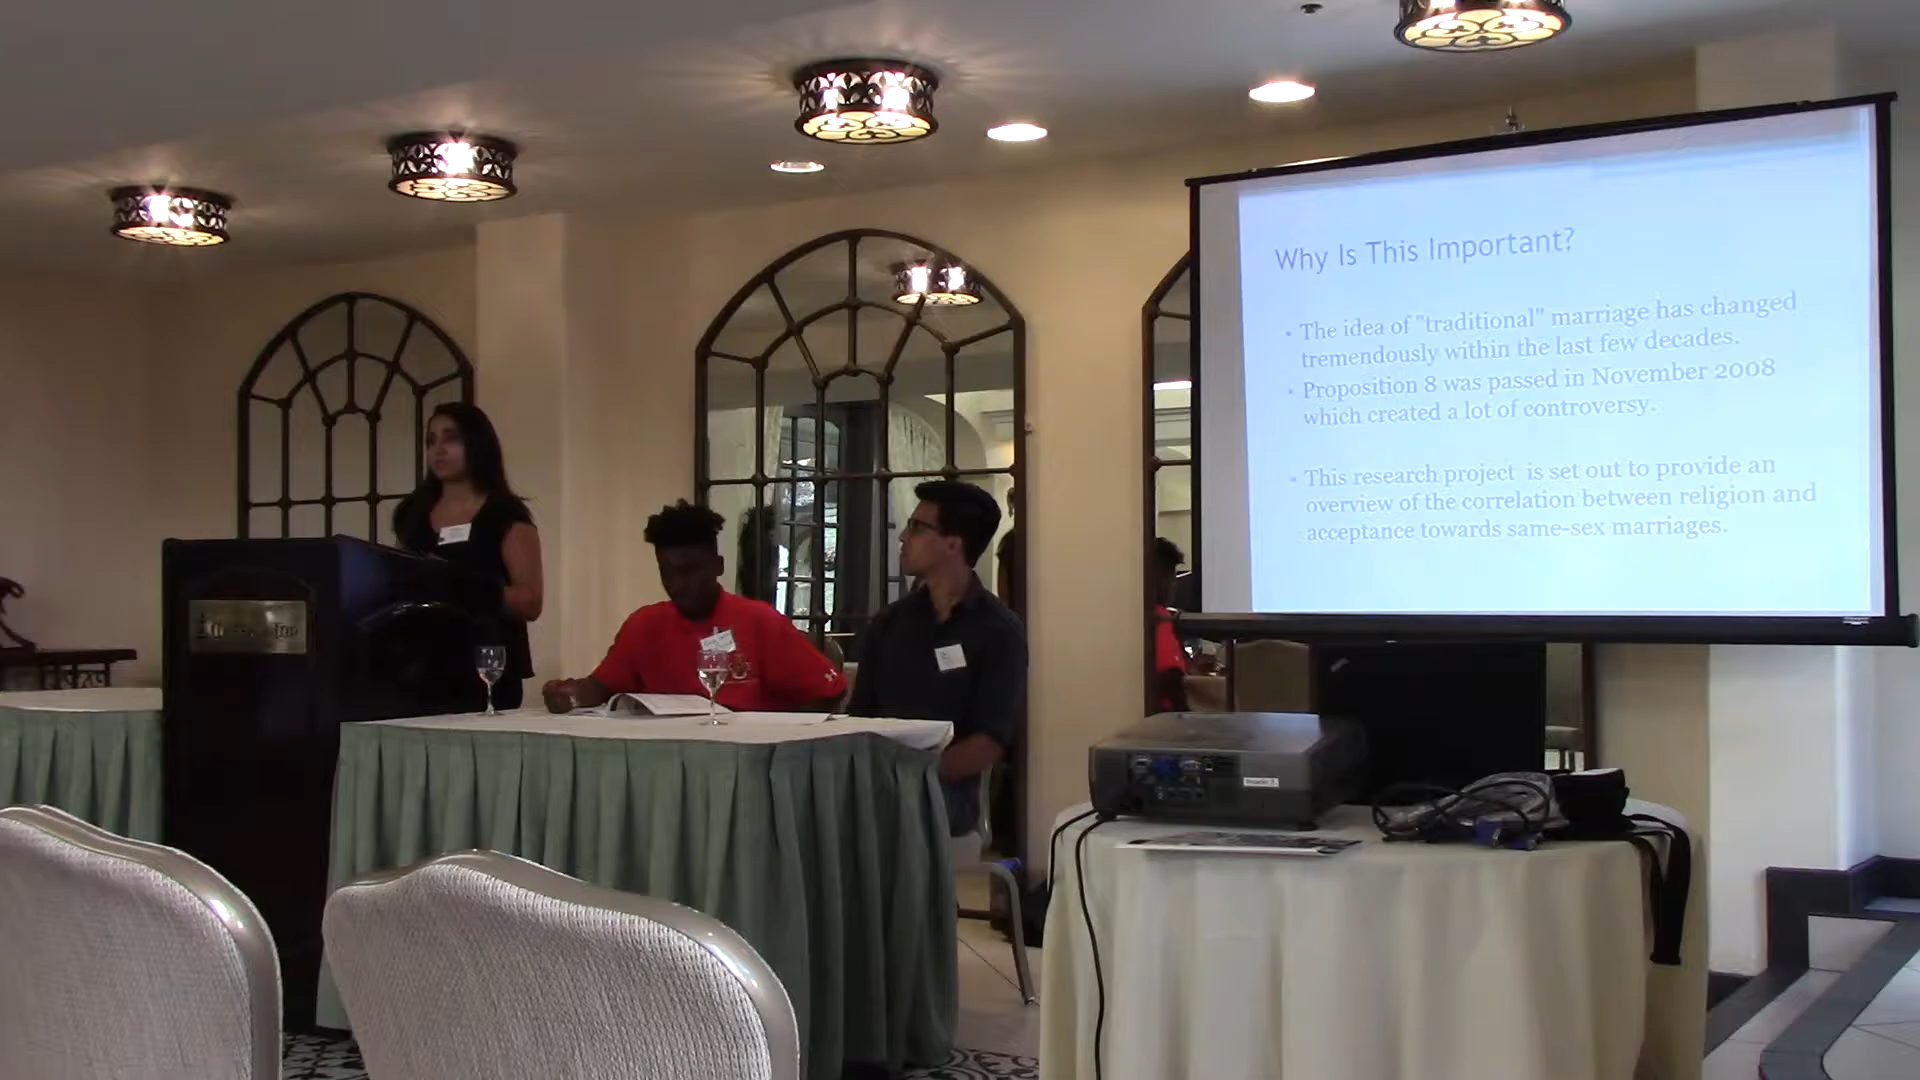 Why Is This Important?
• The idea of "traditional" marriage has changed
tremendously within the last few decades.
• Proposition 8 was passed in November 2008
which created a lot of controversy.
• This research project is set out to provide an
overview of the correlation between religion and
acceptance towards same-sex marriages.